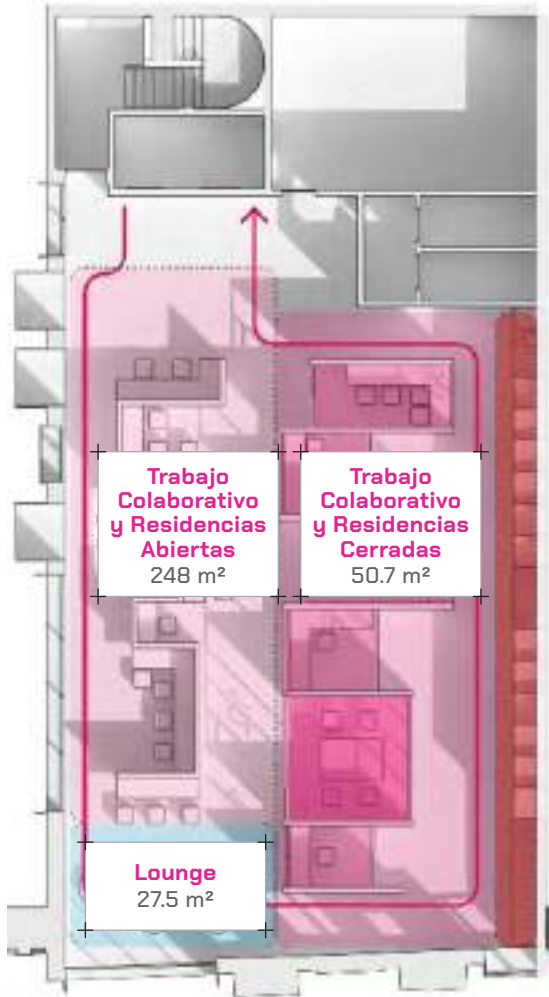 Trabajo
Colaborativo
y Residencias
Abiertas
248 m²
Trabajo
Colaborativo
y Residencias
Cerradas
50.7 m²
Lounge
27.5 m²